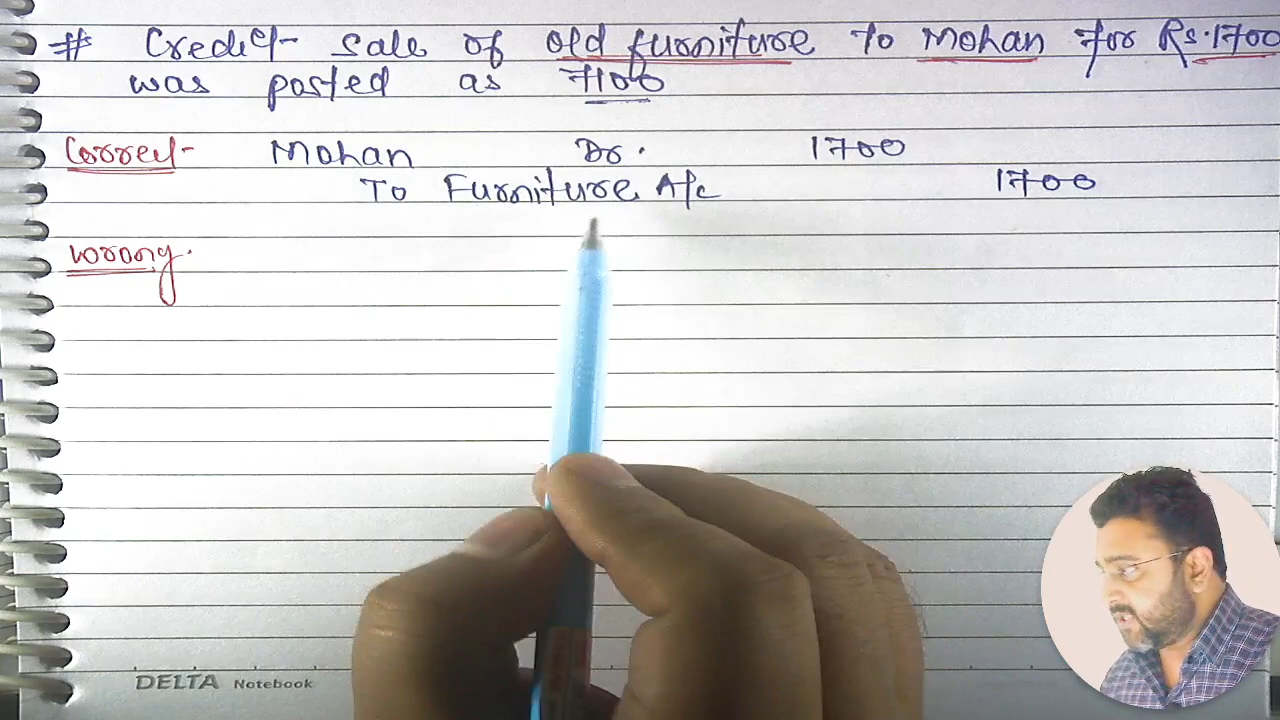 # Credit sale of old furniture to Mohan for Rs.1700
was posted as 7100
Correct Mohan Dr. 1700
To Furniture A/c 1700
Wrong.
DELTA Notebook